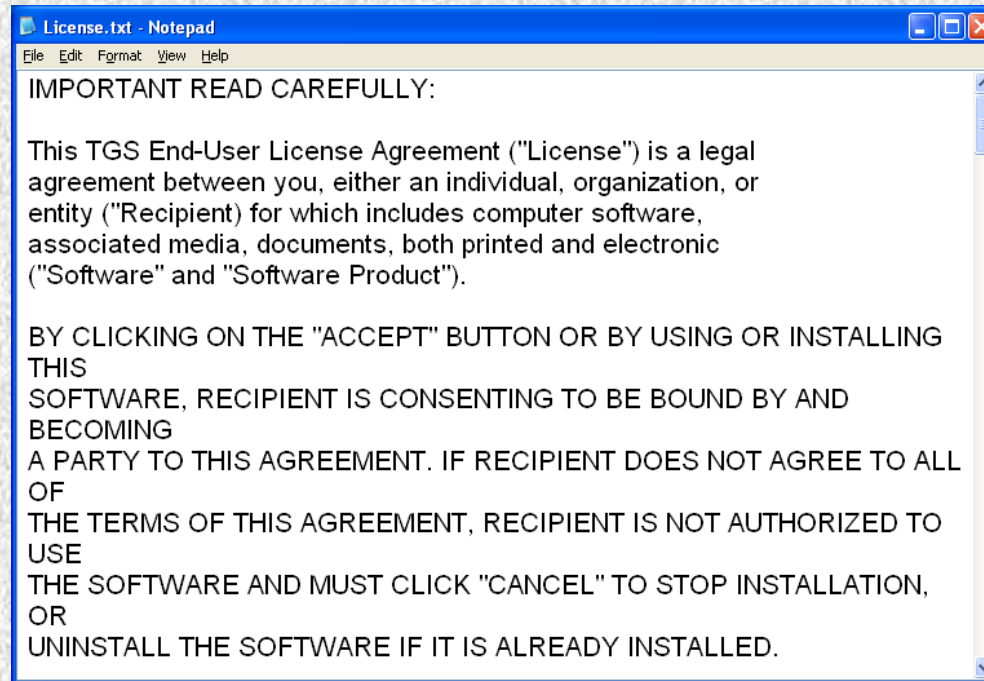 License.txt - Notepad
File Edit Format View Help
IMPORTANT READ CAREFULLY:
This TGS End-User License Agreement ("License") is a legal
agreement between you, either an individual, organization, or
entity ("Recipient) for which includes computer software,
associated media, documents, both printed and electronic
("Software" and "Software Product").
BY CLICKING ON THE "ACCEPT" BUTTON OR BY USING OR INSTALLING
THIS
SOFTWARE, RECIPIENT IS CONSENTING TO BE BOUND BY AND
BECOMING
A PARTY TO THIS AGREEMENT. IF RECIPIENT DOES NOT AGREE TO ALL
OF
THE TERMS OF THIS AGREEMENT, RECIPIENT IS NOT AUTHORIZED TO
USE
THE SOFTWARE AND MUST CLICK "CANCEL" TO STOP INSTALLATION,
OR
UNINSTALL THE SOFTWARE IF IT IS ALREADY INSTALLED.